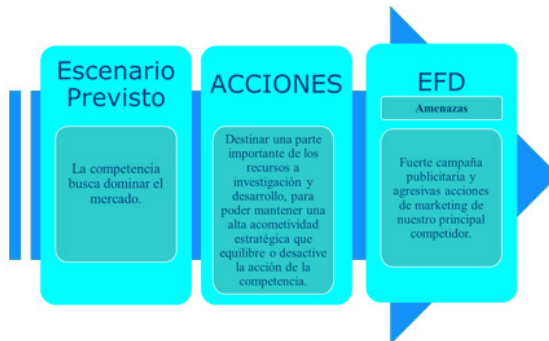 Escenario
Previsto
La competencia
busca dominar el
mercado.
ACCIONES
Destinar una parte
importante de los
recursos a
investigación y
desarrollo, para
poder mantener una
alta acometividad
estratégica que
equilibre o desactive
la acción de la
competencia.
EFD
Amenazas
Fuerte campaña
publicitaria y
agresivas acciones
de marketing de
nuestro principal
competidor.